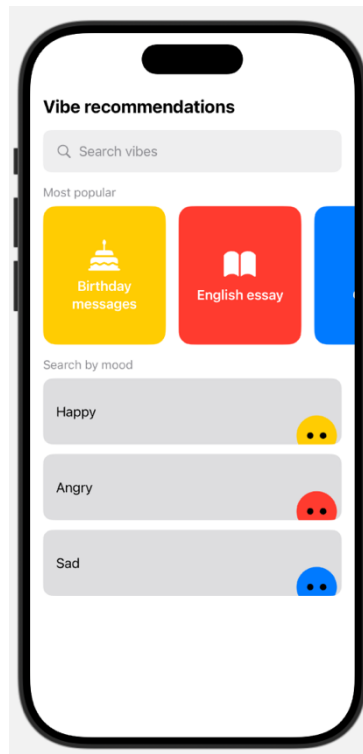 Vibe recommendations
Search vibes
Most popular
Birthday
messages
English essay
Search by mood
Happy
Angry
Sad